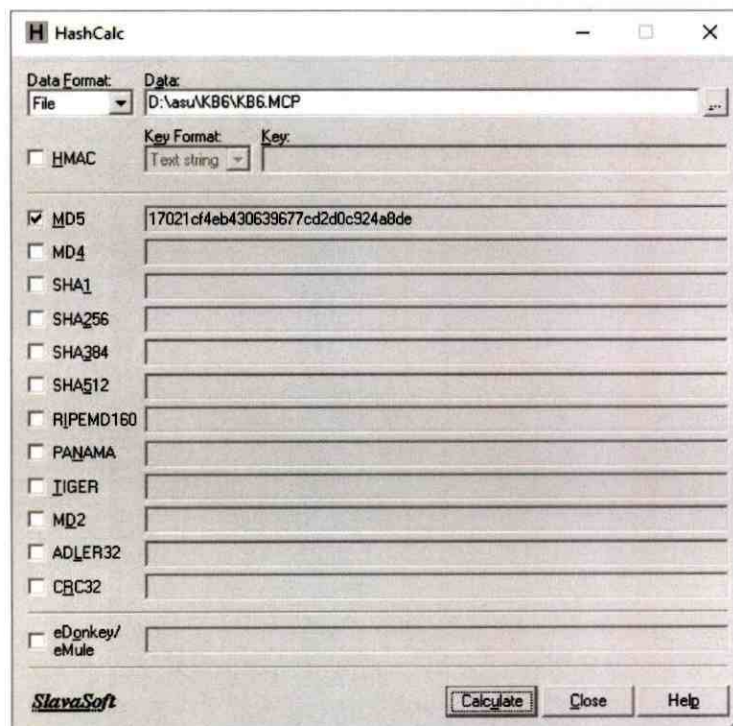 HashCalc
Data Format: Data:
File D:\asu\KB6\KB6.MCP ...
Key Format: Key:
HMAC Text string
MD5 17021cf4eb430639677cd2d0c924a8de
MD4
SHA1
SHA256
SHA384
SHA512
RIPEMD160
PANAMA
TIGER
MD2
ADLER32
CRC32
eDonkey/
eMule
SlavaSoft Calculate Close Help